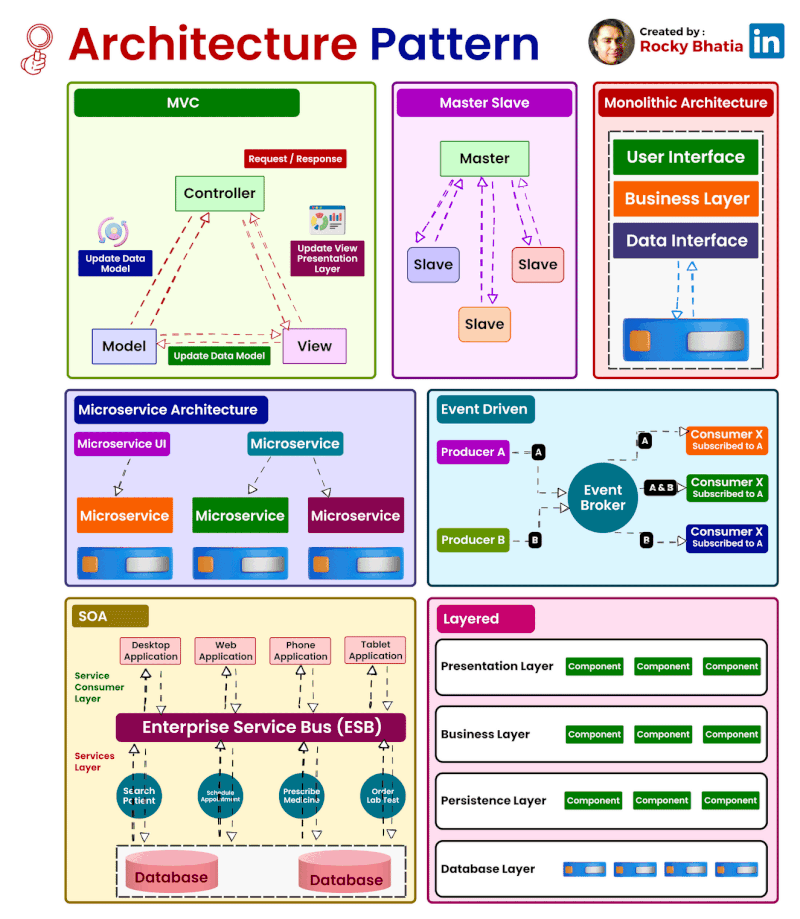 Architecture Pattern
Created by :
Rocky Bhatia
in
MVC
Request / Response
Controller
Update Data
Model
Update View
Presentation
Layer
Model
Update Data Model
View
Master Slave
Master
Slave
Slave
Slave
Monolithic Architecture
User Interface
Business Layer
Data Interface
Microservice Architecture
Microservice UI
Microservice
Microservice
Microservice
Microservice
Event Driven
Producer A
A
Producer B
B
Event
Broker
A
A & B
B
Consumer X
Subscribed to A
Consumer X
Subscribed to A
Consumer X
Subscribed to A
SOA
Desktop
Application
Web
Application
Phone
Application
Tablet
Application
Service
Consumer
Layer
Enterprise Service Bus (ESB)
Services
Layer
Search
Patient
Schedule
Appointment
Prescribe
Medicine
Order
Lab Test
Database
Database
Layered
Presentation Layer
Component
Component
Component
Business Layer
Component
Component
Component
Persistence Layer
Component
Component
Component
Database Layer